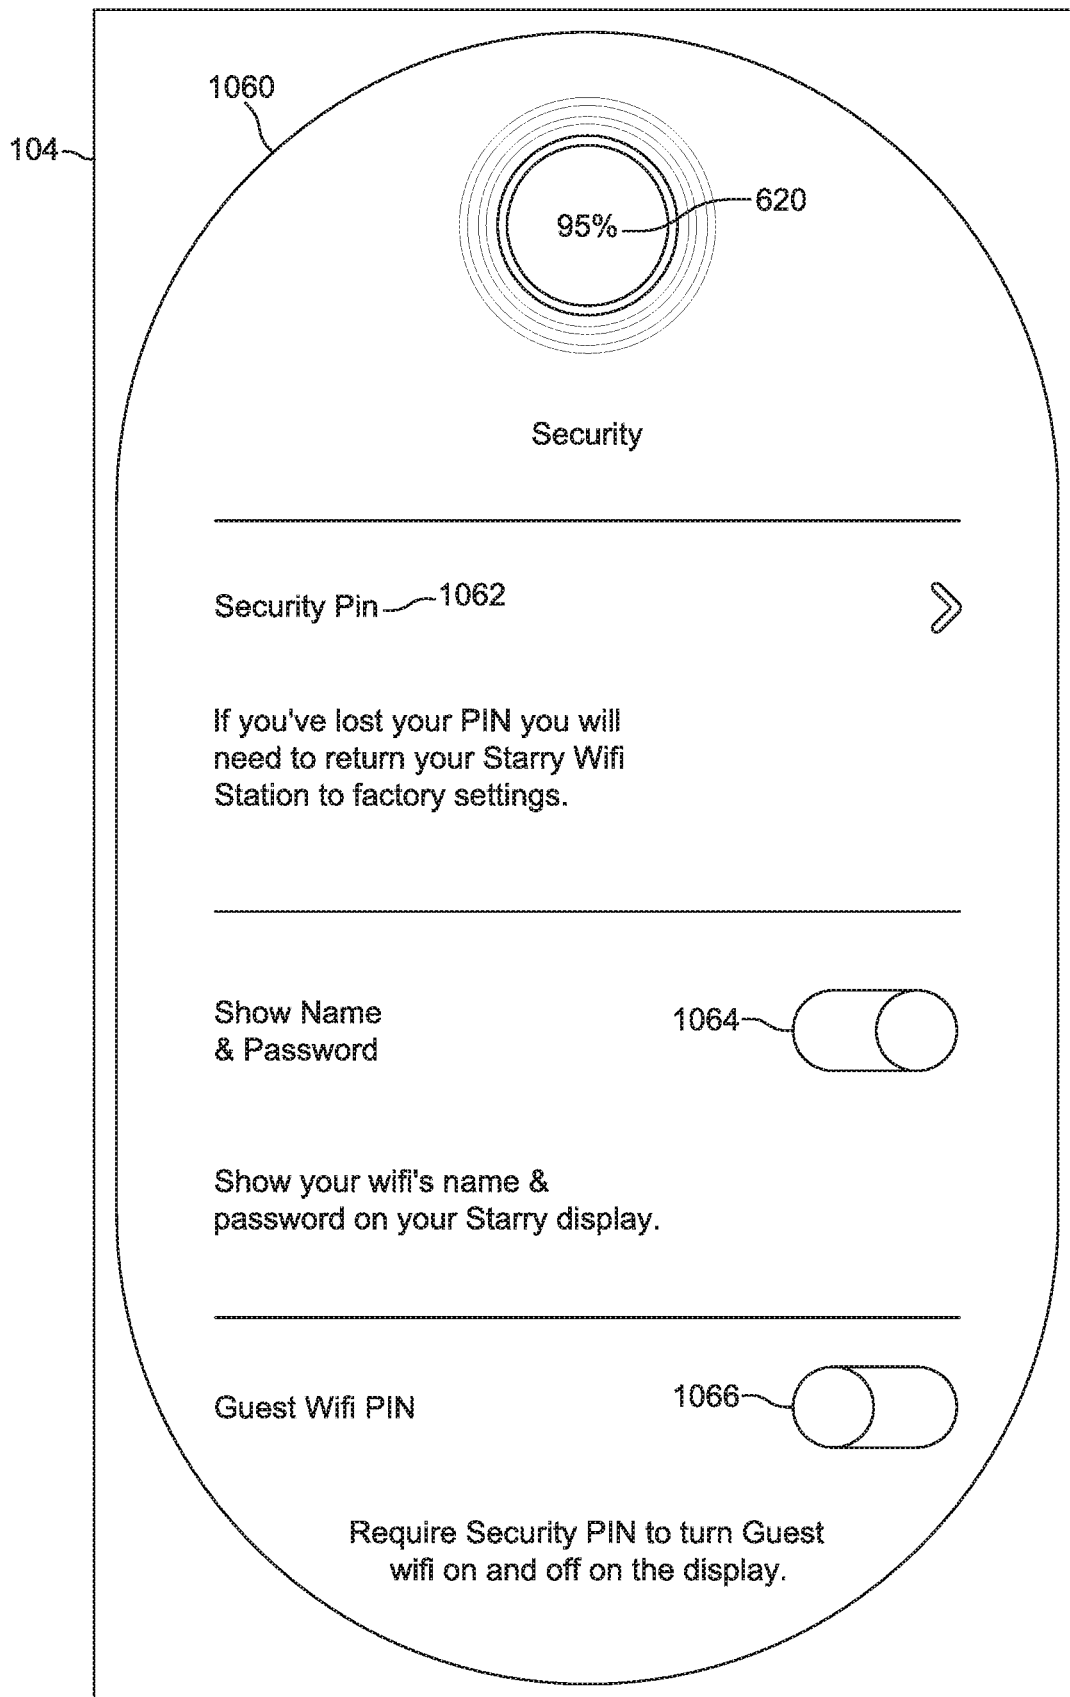 1060
104
620
95%
Security
Security Pin
1062
If you've lost your PIN you will
need to return your Starry Wifi
Station to factory settings.
Show Name
& Password
1064
Show your wifi's name &
password on your Starry display.
Guest Wifi PIN
1066
Require Security PIN to turn Guest
wifi on and off on the display.